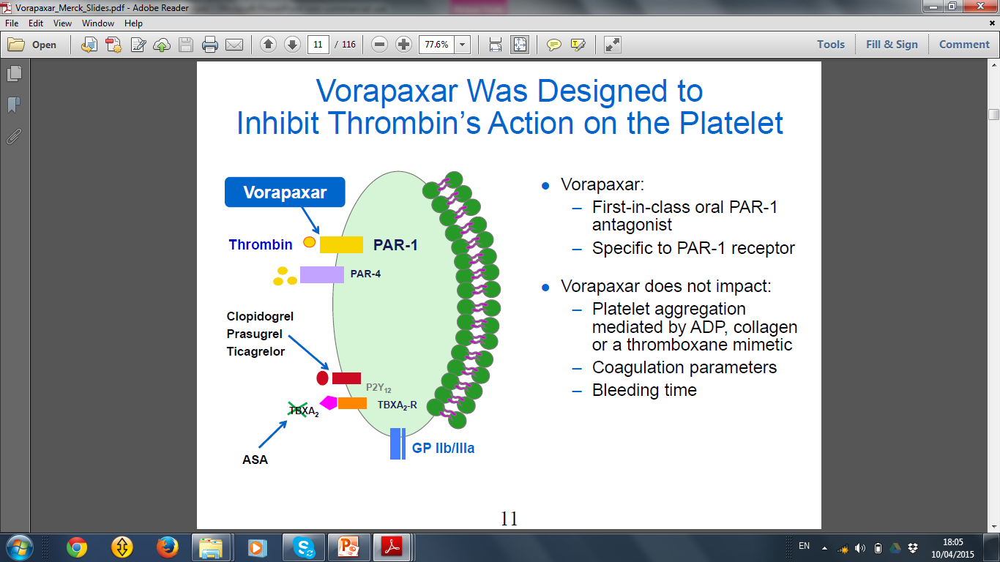 Vorapaxar_Merck_Slides.pdf - Adobe Reader
File Edit View Window Help
Open 11 / 116 77.6% Tools Fill & Sign Comment
Vorapaxar Was Designed to
Inhibit Thrombin's Action on the Platelet
Vorapaxar
Thrombin
PAR-1
PAR-4
Clopidogrel
Prasugrel
Ticagrelor
P2Y12
TBXA2
TBXA2-R
ASA
GP IIb/IIIa
● Vorapaxar:
– First-in-class oral PAR-1
antagonist
– Specific to PAR-1 receptor
● Vorapaxar does not impact:
– Platelet aggregation
mediated by ADP, collagen
or a thromboxane mimetic
– Coagulation parameters
– Bleeding time
11
EN
18:05
10/04/2015